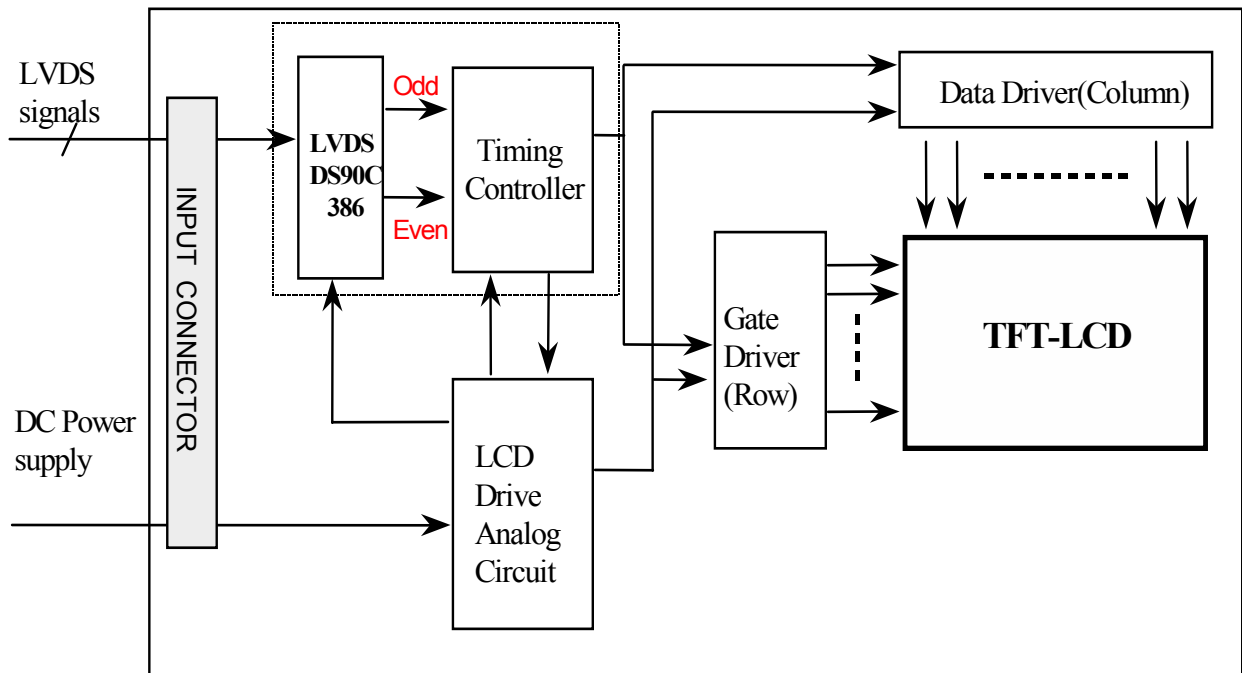 LVDS
signals
INPUT CONNECTOR
LVDS
DS90C
386
Odd
Even
Timing
Controller
Data Driver(Column)
Gate
Driver
(Row)
TFT-LCD
DC Power
supply
LCD
Drive
Analog
Circuit